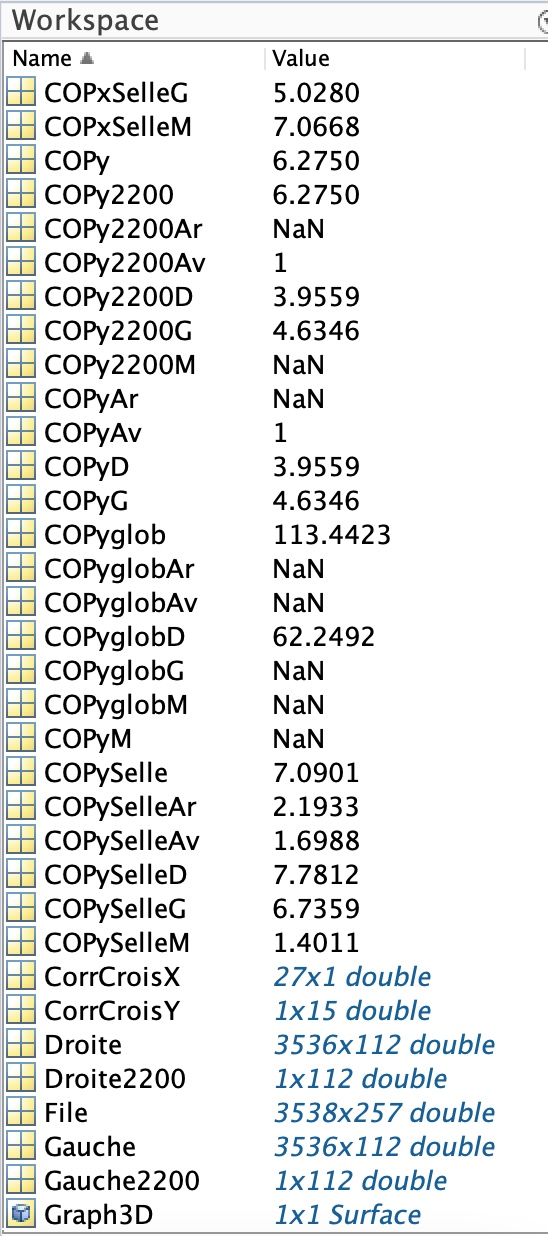 Workspace
Name Value
COPxSelleG 5.0280
COPxSelleM 7.0668
COPy 6.2750
COPy2200 6.2750
COPy2200Ar NaN
COPy2200Av 1
COPy2200D 3.9559
COPy2200G 4.6346
COPy2200M NaN
COPyAr NaN
COPyAv 1
COPyD 3.9559
COPyG 4.6346
COPyglob 113.4423
COPyglobAr NaN
COPyglobAv NaN
COPyglobD 62.2492
COPyglobG NaN
COPyglobM NaN
COPyM NaN
COPySelle 7.0901
COPySelleAr 2.1933
COPySelleAv 1.6988
COPySelleD 7.7812
COPySelleG 6.7359
COPySelleM 1.4011
CorrCroisX 27x1 double
CorrCroisY 1x15 double
Droite 3536x112 double
Droite2200 1x112 double
File 3538x257 double
Gauche 3536x112 double
Gauche2200 1x112 double
Graph3D 1x1 Surface